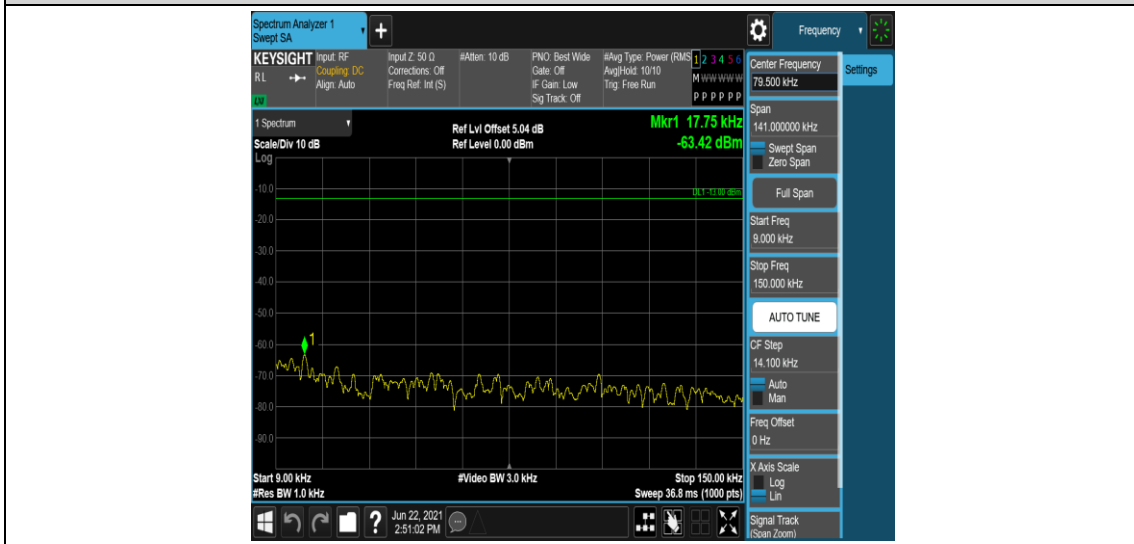 Spectrum Analyzer 1
Swept SA
+
Frequency
KEYSIGHT
RL
LXI
Input: RF
Coupling: DC
Align: Auto
Input Z: 50 Ω
Corrections: Off
Freq Ref: Int (S)
#Atten: 10 dB
PNO: Best Wide
Gate: Off
IF Gain: Low
Sig Track: Off
#Avg Type: Power (RMS
Avg|Hold: 10/10
Trig: Free Run
1 2 3 4 5 6
M W W W W W
P P P P P P
Center Frequency
79.500 kHz
Settings
Span
141.000000 kHz
Swept Span
Zero Span
Full Span
Start Freq
9.000 kHz
Stop Freq
150.000 kHz
AUTO TUNE
CF Step
14.100 kHz
Auto
Man
Freq Offset
0 Hz
X Axis Scale
Log
Lin
Signal Track
(Span Zoom)
1 Spectrum
Scale/Div 10 dB
Ref Lvl Offset 5.04 dB
Ref Level 0.00 dBm
Mkr1 17.75 kHz
-63.42 dBm
Log
DL1 -13.00 dBm
-10.0
-20.0
-30.0
-40.0
-50.0
-60.0
-70.0
-80.0
-90.0
1
Start 9.00 kHz
#Video BW 3.0 kHz
Stop 150.00 kHz
#Res BW 1.0 kHz
Sweep 36.8 ms (1000 pts)
?
Jun 22, 2021
2:51:02 PM